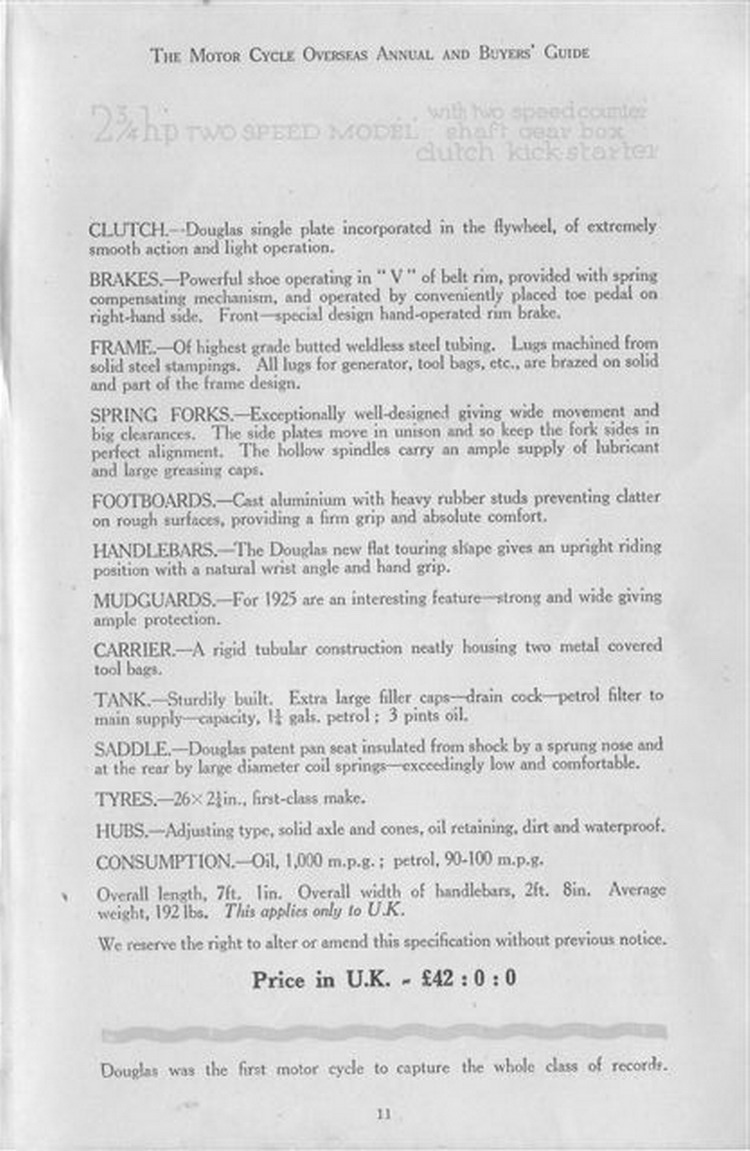 The Motor Cycle Overseas Annual and Buyers' Guide
2¾ hp TWO SPEED MODEL with two speed counter
shaft gear box
clutch kick-starter
CLUTCH.—Douglas single plate incorporated in the flywheel, of extremely
smooth action and light operation.
BRAKES.—Powerful shoe operating in "V" of belt rim, provided with spring
compensating mechanism, and operated by conveniently placed toe pedal on
right-hand side. Front—special design hand-operated rim brake.
FRAME.—Of highest grade butted weldless steel tubing. Lugs machined from
solid steel stampings. All lugs for generator, tool bags, etc., are brazed on solid
and part of the frame design.
SPRING FORKS.—Exceptionally well-designed giving wide movement and
big clearances. The side plates move in unison and so keep the fork sides in
perfect alignment. The hollow spindles carry an ample supply of lubricant
and large greasing caps.
FOOTBOARDS.—Cast aluminium with heavy rubber studs preventing clatter
on rough surfaces, providing a firm grip and absolute comfort.
HANDLEBARS.—The Douglas new flat touring shape gives an upright riding
position with a natural wrist angle and hand grip.
MUDGUARDS.—For 1925 are an interesting feature—strong and wide giving
ample protection.
CARRIER.—A rigid tubular construction neatly housing two metal covered
tool bags.
TANK.—Sturdily built. Extra large filler caps—drain cock—petrol filter to
main supply—capacity, gals. petrol; 3 pints oil.
SADDLE.—Douglas patent pan seat insulated from shock by a sprung nose and
at the rear by large diameter coil springs—exceedingly low and comfortable.
TYRES.—26× first-class make.
HUBS.—Adjusting type, solid axle and cones, oil retaining, dirt and waterproof.
CONSUMPTION.—Oil, 1,000 m.p.g.; petrol, 90-100 m.p.g.
Overall length, 7ft. 1in. Overall width of handlebars, 2ft. 8in. Average
weight, 192 lbs. This applies only to U.K.
We reserve the right to alter or amend this specification without previous notice.
Price in U.K. - £42 : 0 : 0
Douglas was the first motor cycle to capture the whole class of records.
11